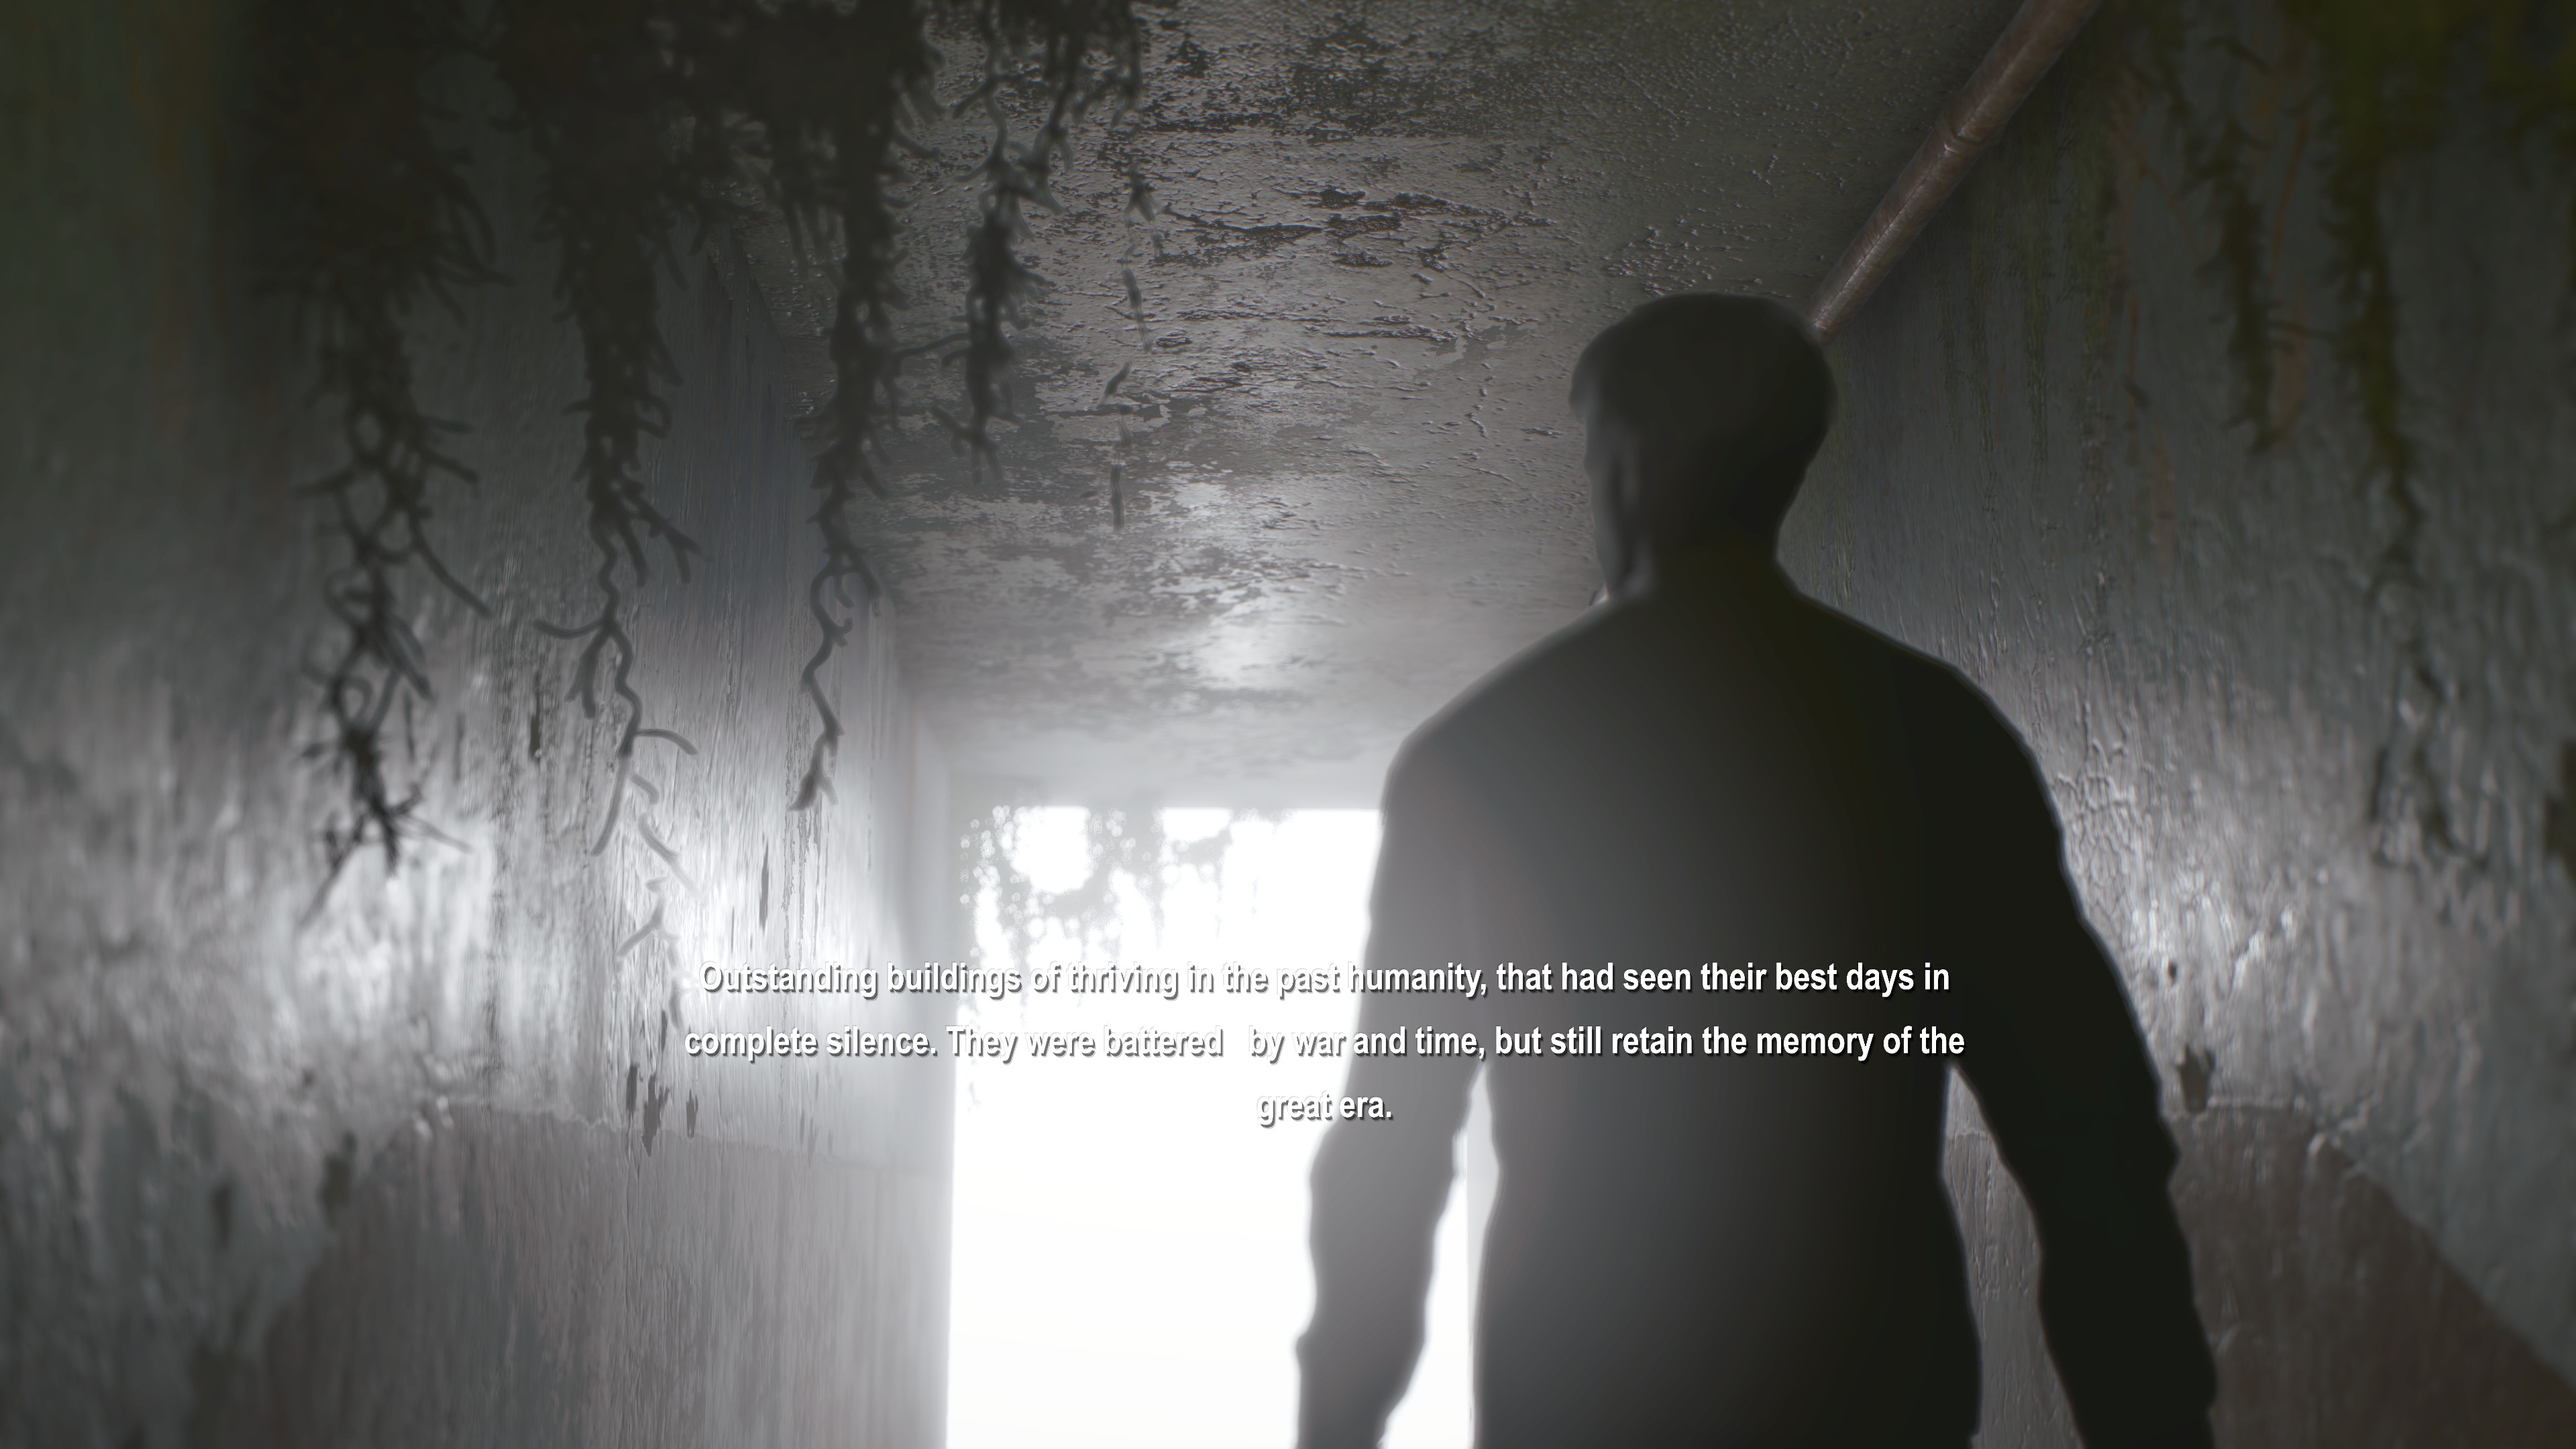 Outstanding buildings of thriving in the past humanity, that had seen their best days in
complete silence. They were battered   by war and time, but still retain the memory of the
great era.